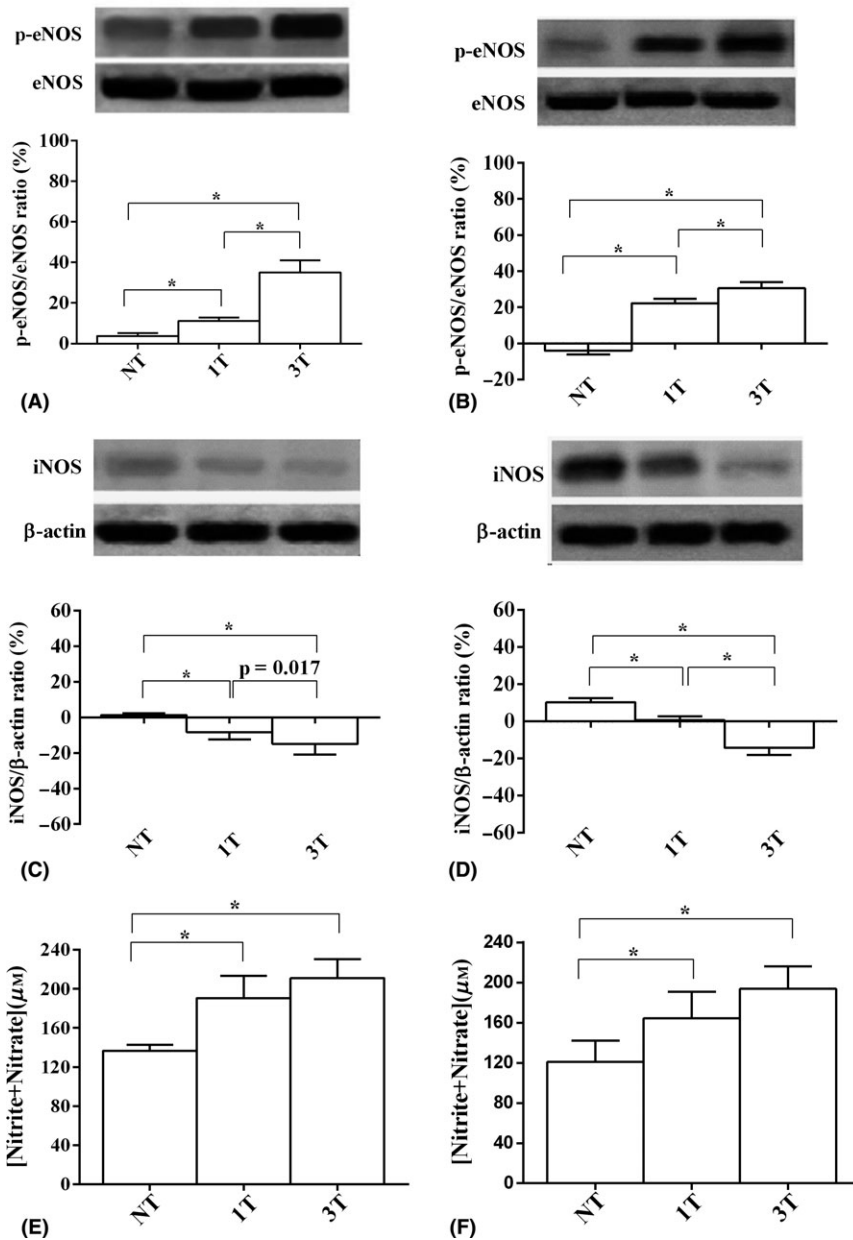 p-eNOS
eNOS
p-eNOS/eNOS ratio (%)
100
80
60
40
20
0
*
*
*
NT
1T
3T
(A)
p-eNOS
eNOS
p-eNOS/eNOS ratio (%)
100
80
60
40
20
0
−20
*
*
*
NT
1T
3T
(B)
iNOS
β-actin
iNOS/β-actin ratio (%)
60
40
20
0
−20
−40
−60
*
*
p = 0.017
NT
1T
3T
(C)
iNOS
β-actin
iNOS/β-actin ratio (%)
60
40
20
0
−20
−40
−60
*
*
*
NT
1T
3T
(D)
[Nitrite+Nitrate](μM)
240
200
160
120
80
40
0
*
*
NT
1T
3T
(E)
[Nitrite+Nitrate](μM)
240
200
160
120
80
40
0
*
*
NT
1T
3T
(F)